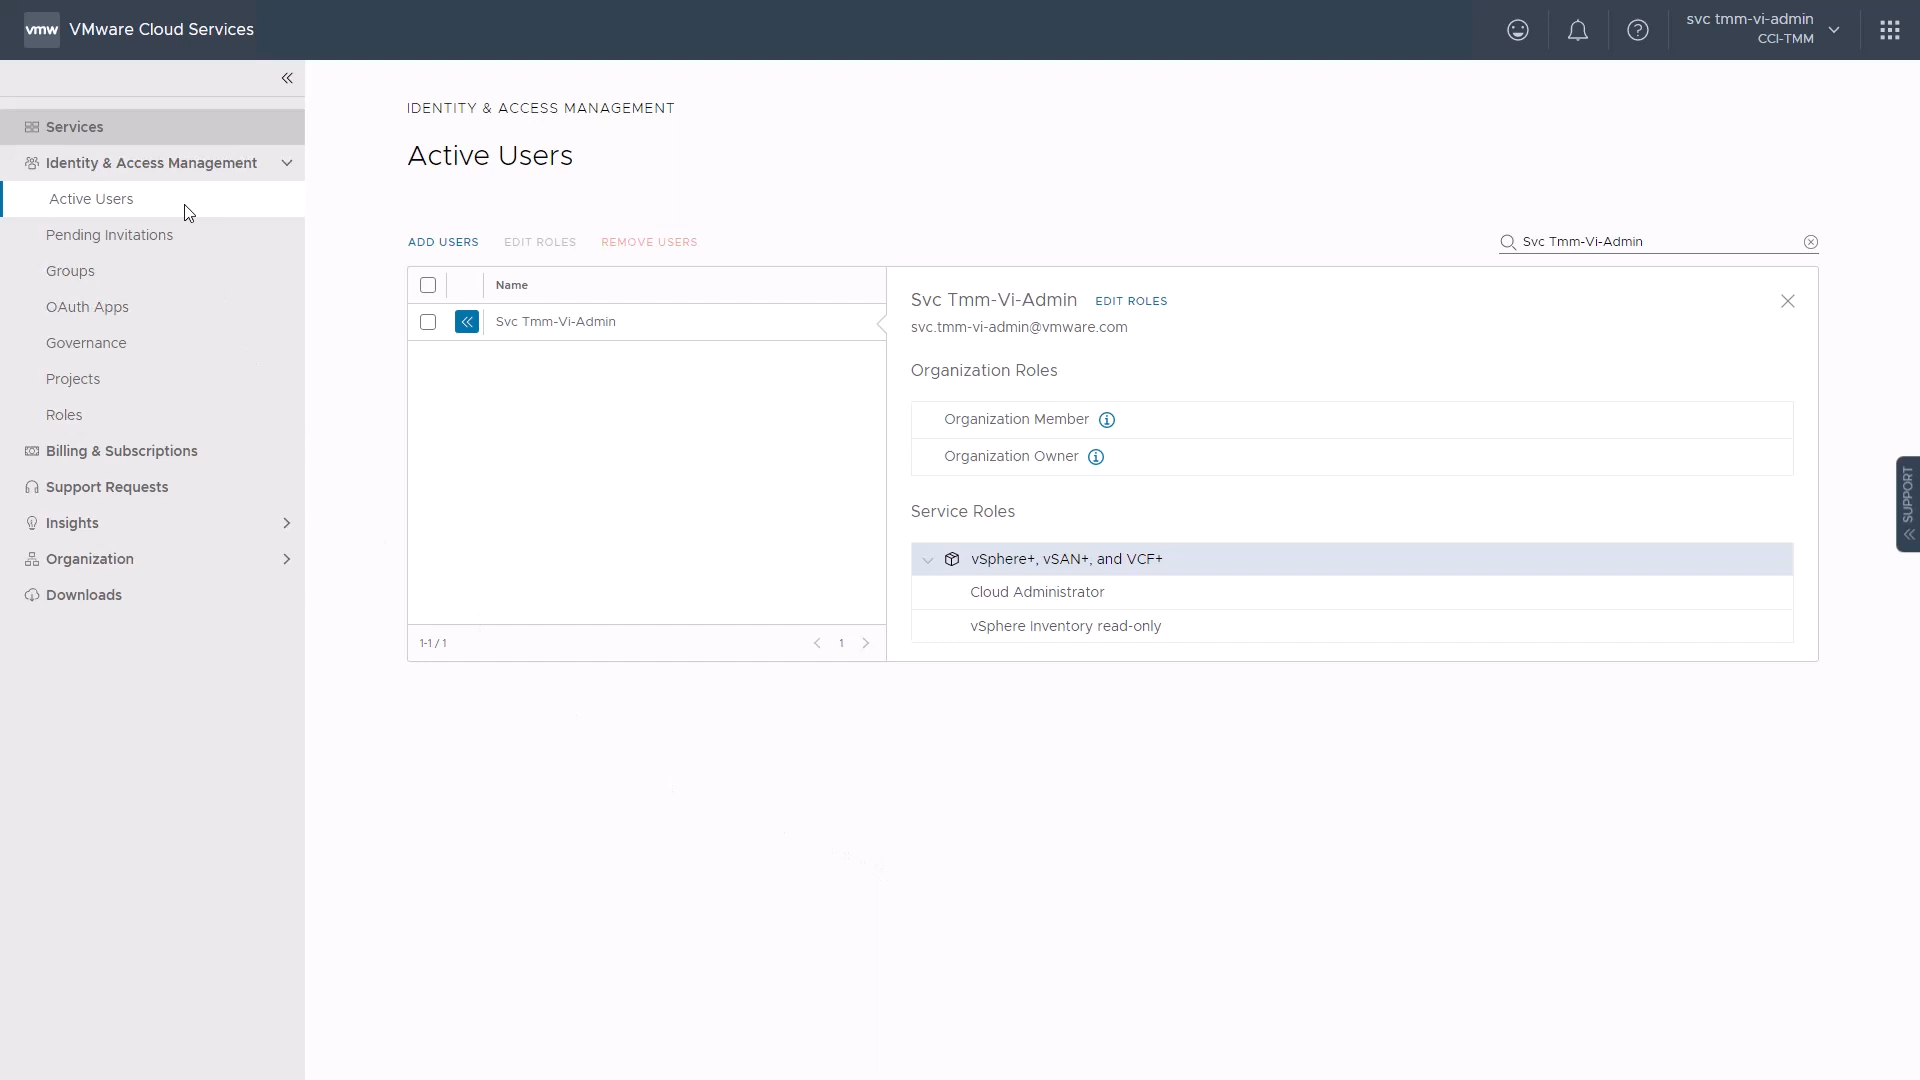 vmw VMware Cloud Services
svc tmm-vi-admin
CCI-TMM
Services
Identity & Access Management
Active Users
Pending Invitations
Groups
OAuth Apps
Governance
Projects
Roles
Billing & Subscriptions
Support Requests
Insights
Organization
Downloads
IDENTITY & ACCESS MANAGEMENT
Active Users
ADD USERS EDIT ROLES REMOVE USERS
Svc Tmm-Vi-Admin
Name
Svc Tmm-Vi-Admin
1-1 / 1
1
Svc Tmm-Vi-Admin EDIT ROLES
svc.tmm-vi-admin@vmware.com
Organization Roles
Organization Member
Organization Owner
Service Roles
vSphere+, vSAN+, and VCF+
Cloud Administrator
vSphere Inventory read-only
SUPPORT